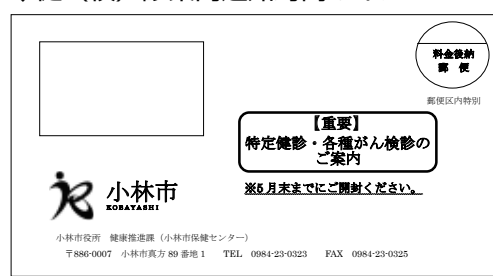 料金後納
郵 便
郵便区内特別
【重要】
特定健診・各種がん検診の
ご案内
※5月末までにご開封ください。
小林市
KOBAYASHI
小林市役所 健康推進課（小林市保健センター）
〒886-0007 小林市真方 89 番地 1 TEL 0984-23-0323 FAX 0984-23-0325